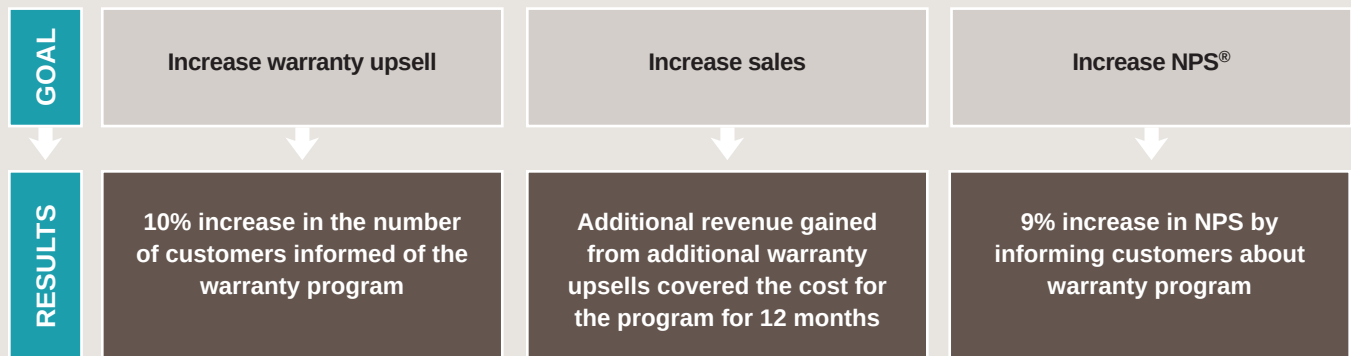 GOAL
Increase warranty upsell
Increase sales
Increase NPS®
RESULTS
10% increase in the number
of customers informed of the
warranty program
Additional revenue gained
from additional warranty
upsells covered the cost for
the program for 12 months
9% increase in NPS by
informing customers about
warranty program